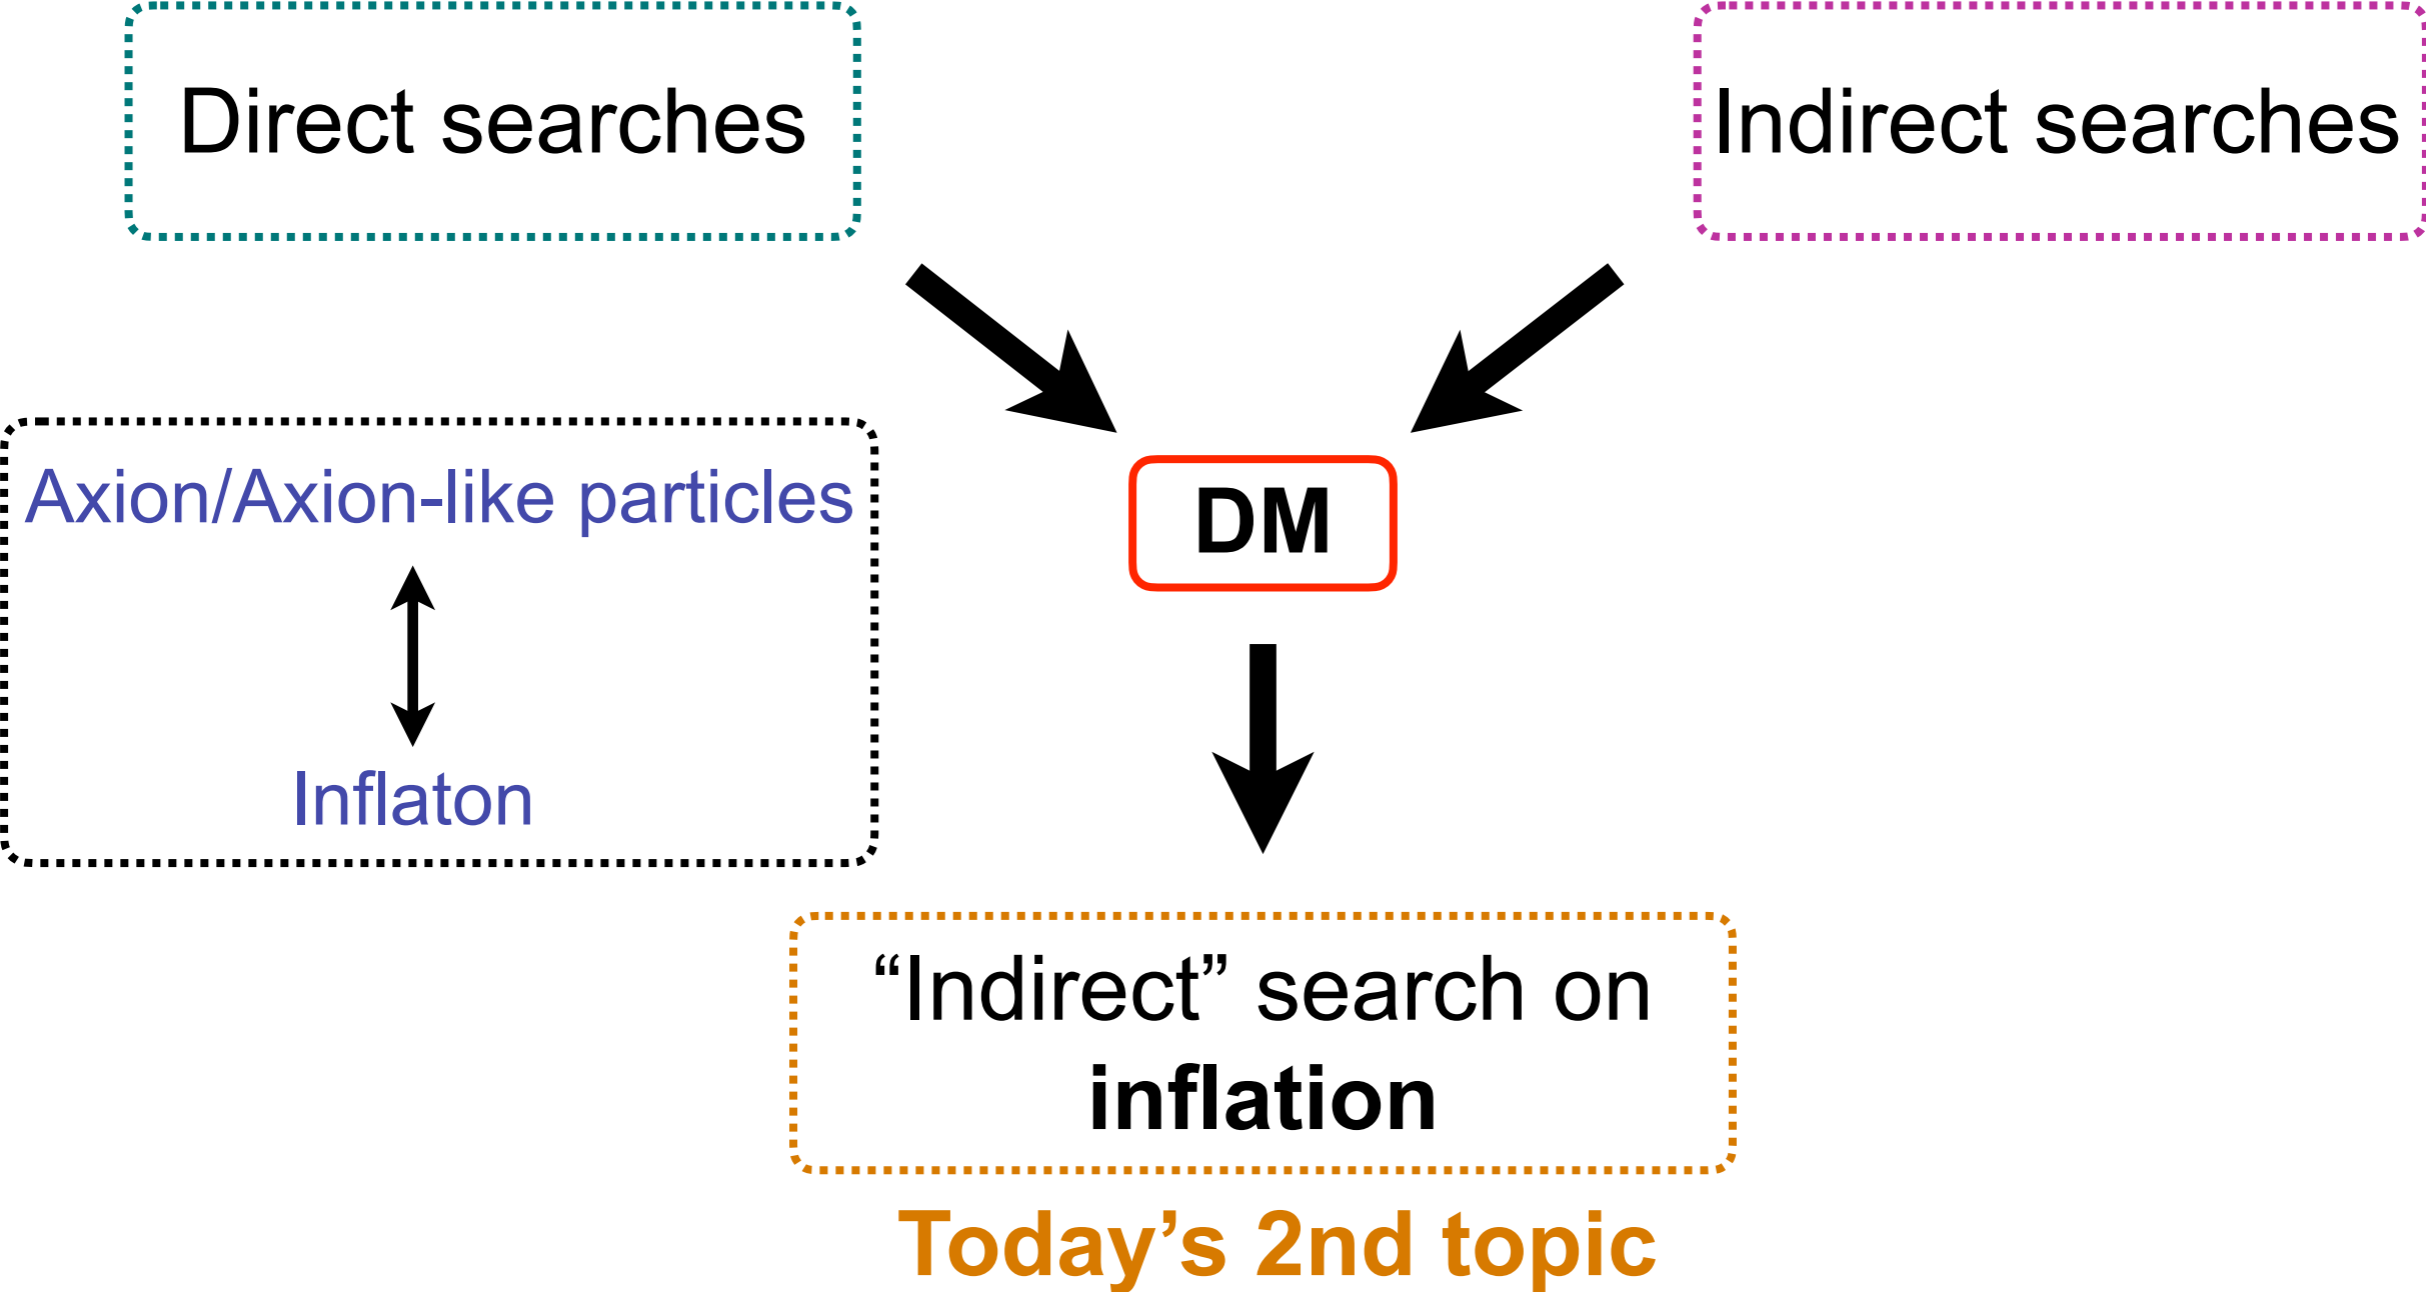 Direct searches
Indirect searches
Axion/Axion-like particles
DM
Inflaton
“Indirect” search on
inflation
Today’s 2nd topic